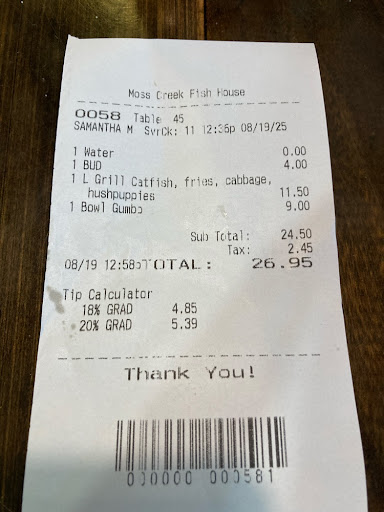 Moss Creek Fish House
0058 Table 45
SAMANTHA M SvrCk: 11 12:36p 08/19/25
1 Water 0.00
1 BUD 4.00
1 L Grill Catfish, fries, cabbage,
hushpuppies 11.50
1 Bowl Gumbo 9.00
Sub Total: 24.50
Tax: 2.45
08/19 12:58p TOTAL: 26.95
Tip Calculator
18% GRAD 4.85
20% GRAD 5.39
Thank You!
000000 000581